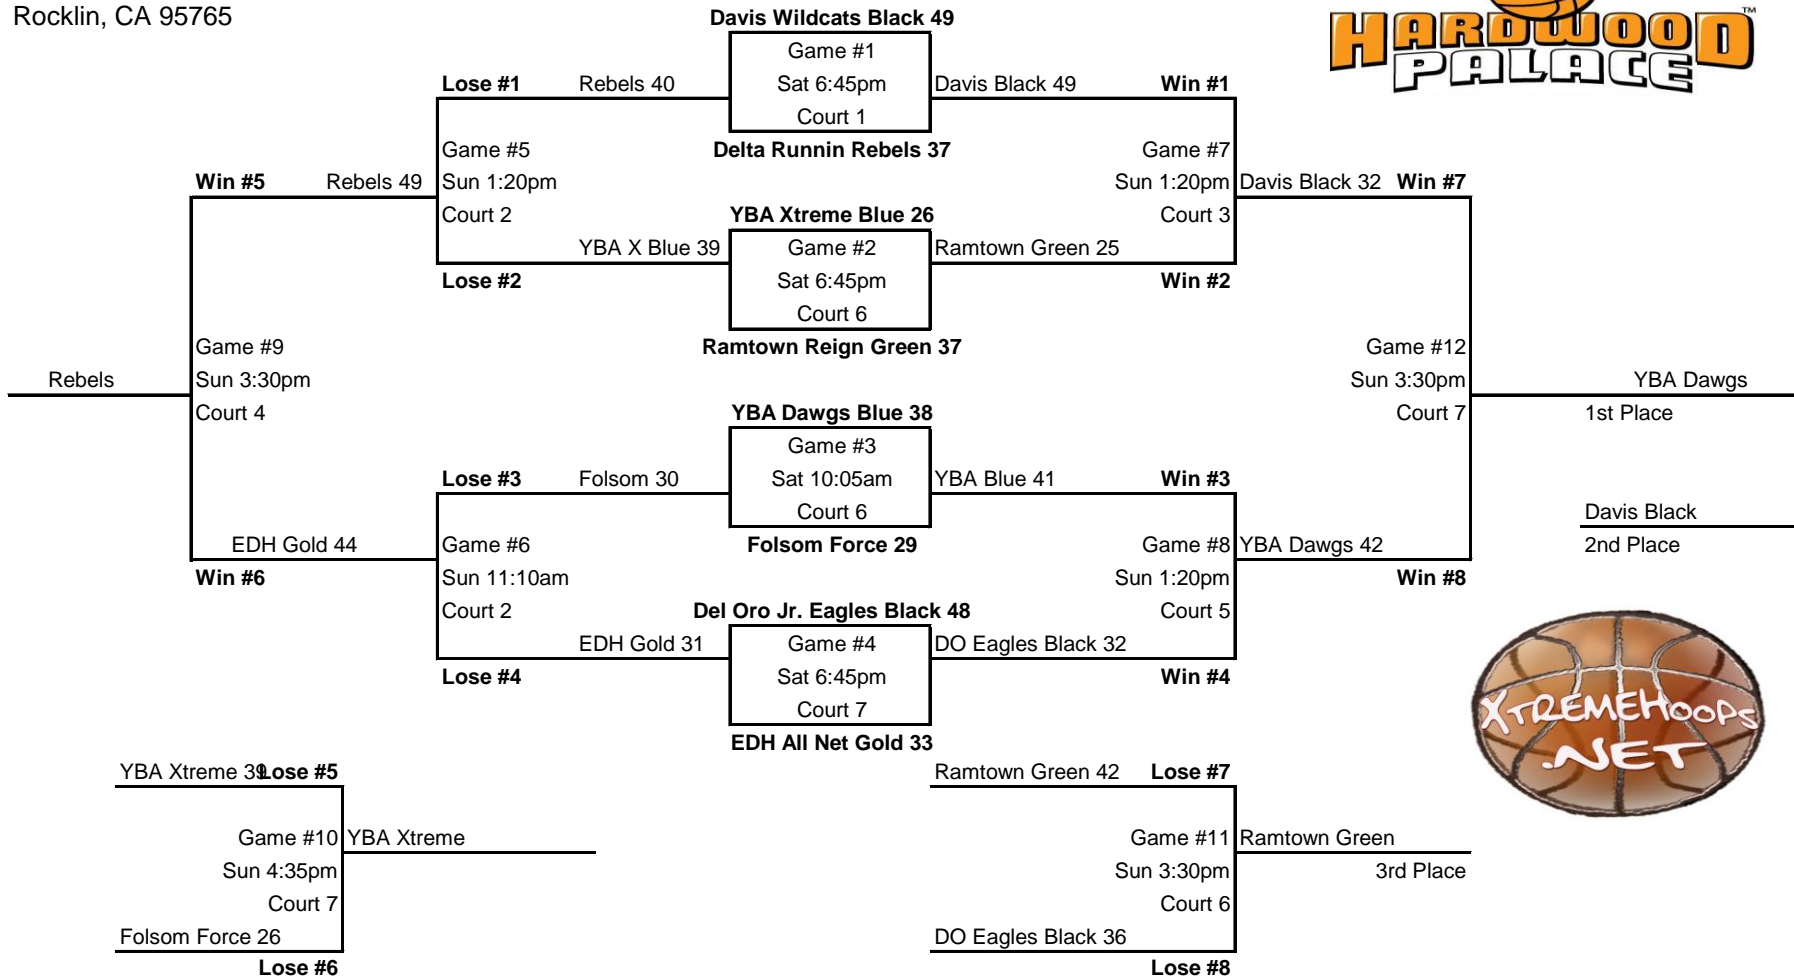 Rocklin, CA 95765
HARDWOOD
PALACE
TM
Davis Wildcats Black 49
Game #1
Lose #1 Rebels 40 Sat 6:45pm Davis Black 49 Win #1
Court 1
Game #5 Delta Runnin Rebels 37 Game #7
Win #5 Rebels 49 Sun 1:20pm Sun 1:20pm Davis Black 32 Win #7
Court 2 YBA Xtreme Blue 26 Court 3
YBA X Blue 39 Game #2 Ramtown Green 25
Lose #2 Sat 6:45pm Win #2
Court 6
Game #9 Ramtown Reign Green 37 Game #12
Rebels Sun 3:30pm Sun 3:30pm YBA Dawgs
Court 4 YBA Dawgs Blue 38 Court 7 1st Place
Game #3
Lose #3 Folsom 30 Sat 10:05am YBA Blue 41 Win #3
Court 6 Davis Black
EDH Gold 44 Game #6 Folsom Force 29 Game #8 YBA Dawgs 42 2nd Place
Win #6 Sun 11:10am Sun 1:20pm Win #8
Court 2 Del Oro Jr. Eagles Black 48 Court 5
EDH Gold 31 Game #4 DO Eagles Black 32
Lose #4 Sat 6:45pm Win #4
Court 7
EDH All Net Gold 33
XTREMEHOOPS
.NET
YBA Xtreme 39 Lose #5 Ramtown Green 42 Lose #7
Game #10 YBA Xtreme Game #11 Ramtown Green
Sun 4:35pm Sun 3:30pm 3rd Place
Court 7 Court 6
Folsom Force 26 DO Eagles Black 36
Lose #6 Lose #8